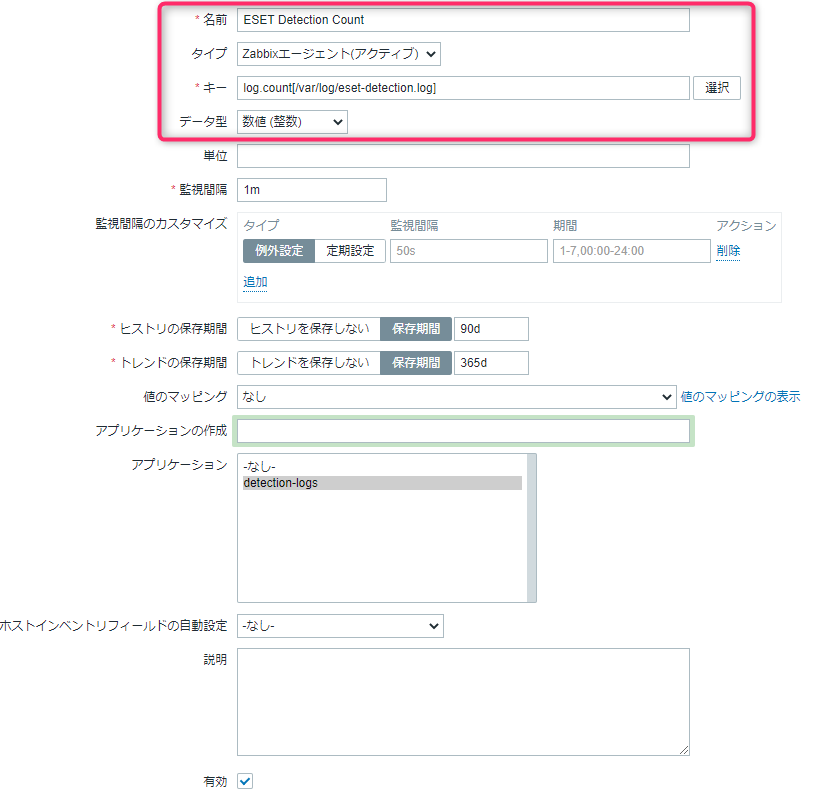 * 名前 ESET Detection Count
タイプ Zabbixエージェント(アクティブ)
* キー log.count[/var/log/eset-detection.log] 選択
データ型 数値 (整数)
単位
* 監視間隔 1m
監視間隔のカスタマイズ タイプ 監視間隔 期間 アクション
例外設定 定期設定 50s 1-7,00:00-24:00 削除
追加
* ヒストリの保存期間 ヒストリを保存しない 保存期間 90d
* トレンドの保存期間 トレンドを保存しない 保存期間 365d
値のマッピング なし 値のマッピングの表示
アプリケーションの作成
アプリケーション -なし-
detection-logs
ホストインベントリフィールドの自動設定 -なし-
説明
有効